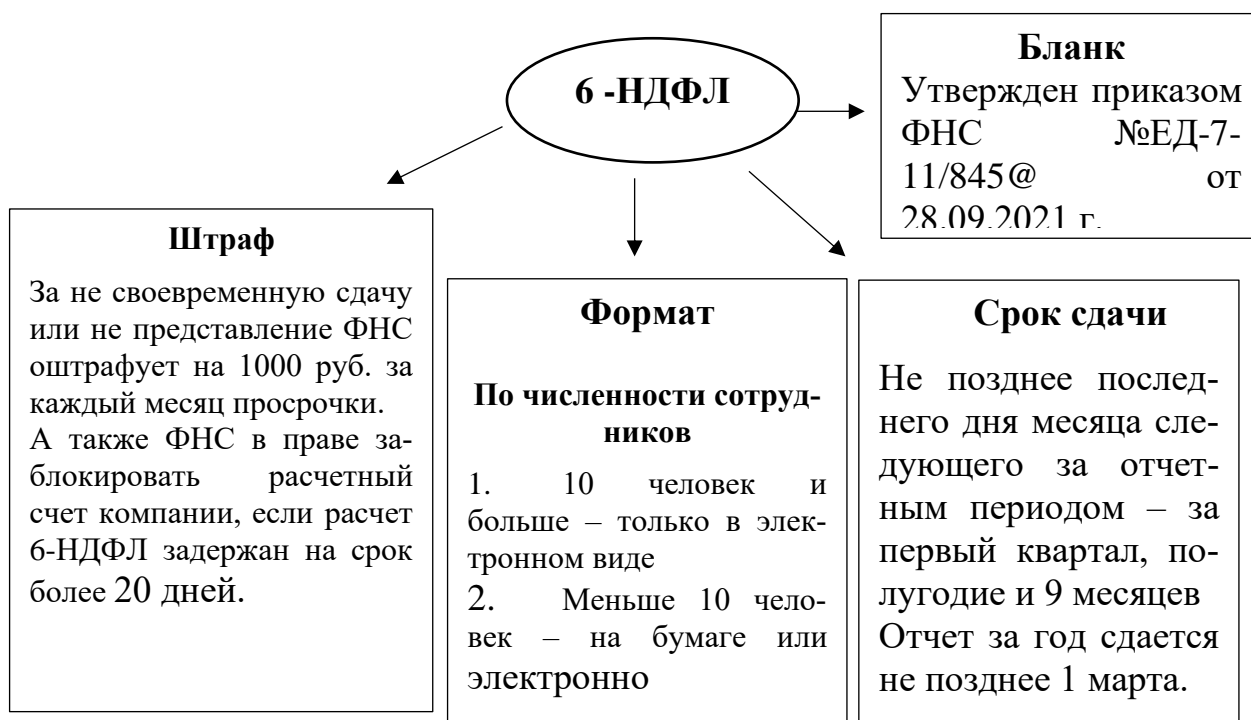 6 -НДФЛ
Бланк
Утвержден приказом
ФНС №ЕД-7-
11/845@ от
28.09.2021 г.
Штраф
За не своевременную сдачу
или не представление ФНС
оштрафует на 1000 руб. за
каждый месяц просрочки.
А также ФНС в праве за-
блокировать расчетный
счет компании, если расчет
6-НДФЛ задержан на срок
более 20 дней.
Формат
По численности сотруд-
ников
1. 10 человек и
больше – только в элек-
тронном виде
2. Меньше 10 чело-
век – на бумаге или
электронно
Срок сдачи
Не позднее послед-
него дня месяца сле-
дующего за отчет-
ным периодом – за
первый квартал, по-
лугодие и 9 месяцев
Отчет за год сдается
не позднее 1 марта.